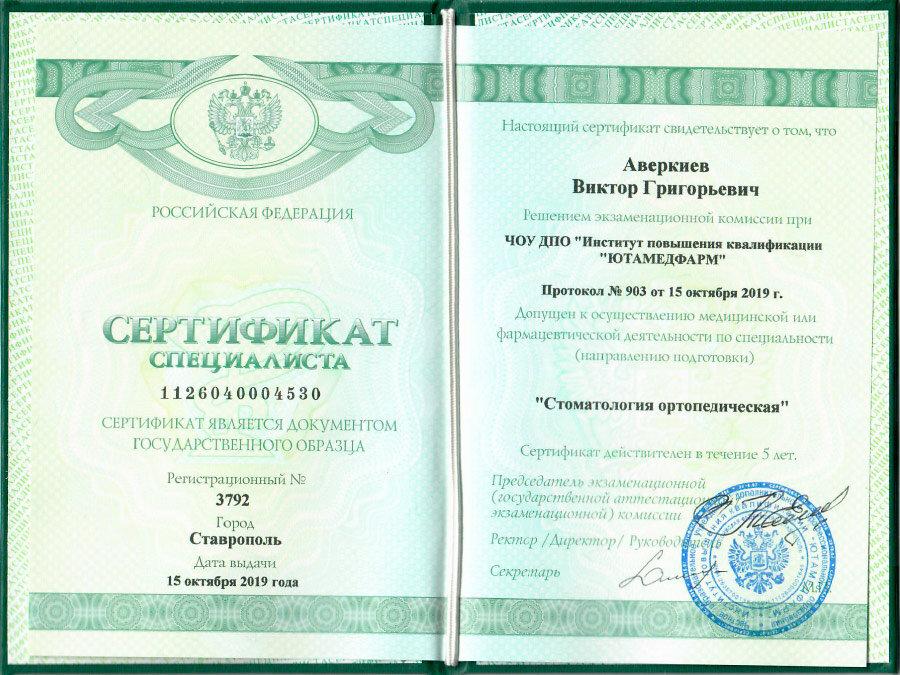 РОССИЙСКАЯ ФЕДЕРАЦИЯ
СЕРТИФИКАТ
СПЕЦИАЛИСТА
1126040004530
СЕРТИФИКАТ ЯВЛЯЕТСЯ ДОКУМЕНТОМ
ГОСУДАРСТВЕННОГО ОБРАЗЦА
Регистрационный №
3792
Город
Ставрополь
Дата выдачи
15 октября 2019 года
Настоящий сертификат свидетельствует о том, что
Аверкиев
Виктор Григорьевич
Решением экзаменационной комиссии при
ЧОУ ДПО "Институт повышения квалификации
"ЮТАМЕДФАРМ"
Протокол № 903 от 15 октября 2019 г.
Допущен к осуществлению медицинской или
фармацевтической деятельности по специальности
(направлению подготовки)
"Стоматология ортопедическая"
Сертификат действителен в течение 5 лет.
Председатель экзаменационной
(государственной аттестационно
экзаменационной) комиссии
Ректор /Директор/ Руководитель
Секретарь